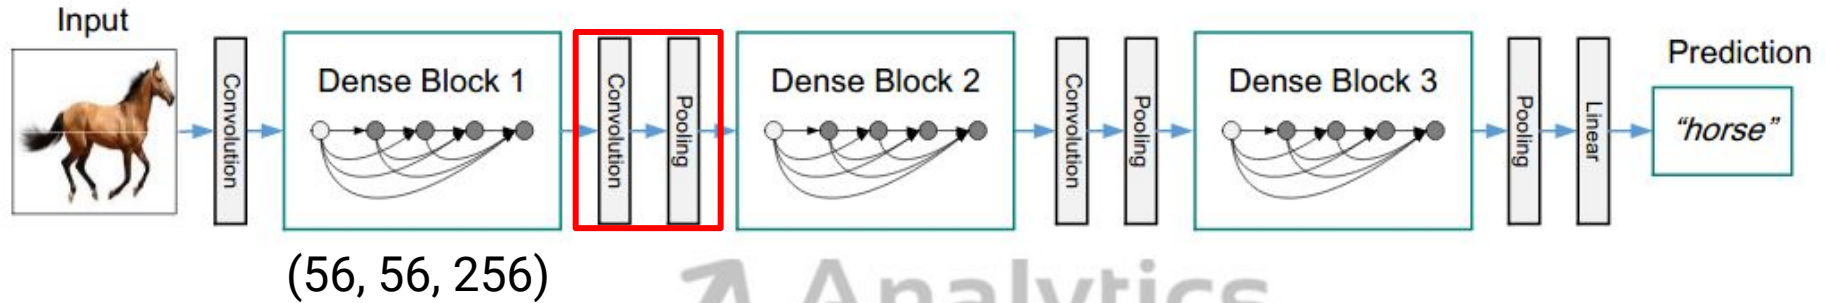 Input
Convolution
Dense Block 1
Convolution
Pooling
Dense Block 2
Convolution
Pooling
Dense Block 3
Pooling
Linear
Prediction
"horse"
(56, 56, 256)
Analytics